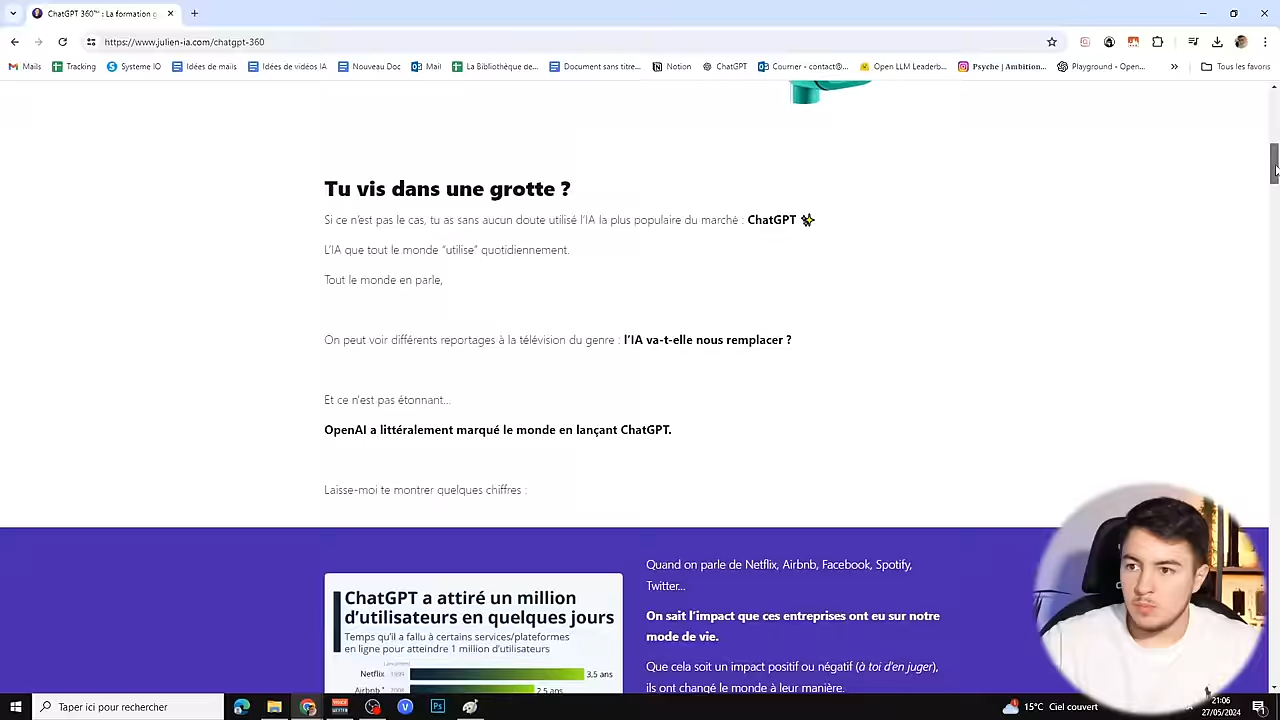 ChatGPT 360™ : La formation g
https://www.julien-ia.com/chatgpt-360
Mails
Tracking
Systeme IO
Idées de mails
Idées de vidéos IA
Nouveau Doc
Mail
La Bibliothèque de...
Document sans titre...
Notion
ChatGPT
Courrier - contact@...
Open LLM Leaderb...
Psyche | Ambition...
Playground - Open...
Tous les favoris
Tu vis dans une grotte ?
Si ce n'est pas le cas, tu as sans aucun doute utilisé l'IA la plus populaire du marché : ChatGPT ✨
L'IA que tout le monde "utilise" quotidiennement.
Tout le monde en parle,
On peut voir différents reportages à la télévision du genre : l'IA va-t-elle nous remplacer ?
Et ce n'est pas étonnant...
OpenAI a littéralement marqué le monde en lançant ChatGPT.
Laisse-moi te montrer quelques chiffres :
ChatGPT a attiré un million
d'utilisateurs en quelques jours
Temps qu'il a fallu à certains services/plateformes
en ligne pour atteindre 1 million d'utilisateurs
Lancement
Netflix 1999 3,5 ans
Airbnb * 2008 2,5 ans
Quand on parle de Netflix, Airbnb, Facebook, Spotify,
Twitter...
On sait l'impact que ces entreprises ont eu sur notre
mode de vie.
Que cela soit un impact positif ou négatif (à toi d'en juger),
ils ont changé le monde à leur manière.
Taper ici pour rechercher
15°C Ciel couvert
21:06
27/05/2024